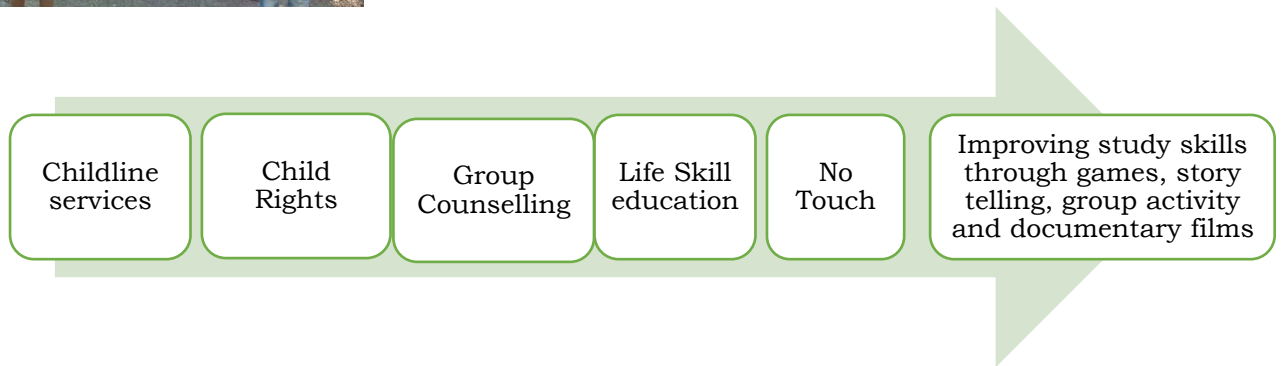 Childline
services
Child
Rights
Group
Counselling
Life Skill
education
No
Touch
Improving study skills
through games, story
telling, group activity
and documentary films